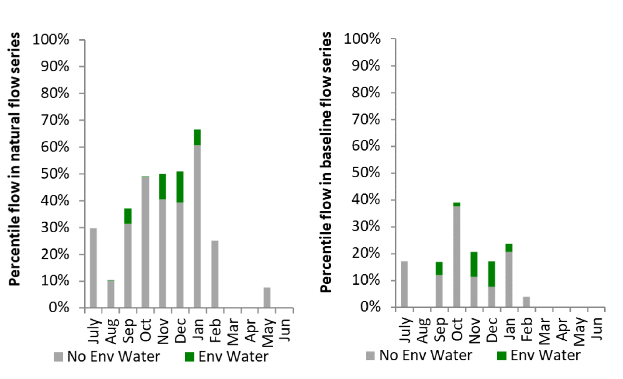 Percentile flow in natural flow series
100%
90%
80%
70%
60%
50%
40%
30%
20%
10%
0%
July
Aug
Sep
Oct
Nov
Dec
Jan
Feb
Mar
Apr
May
Jun
No Env Water
Env Water
Percentile flow in baseline flow series
100%
90%
80%
70%
60%
50%
40%
30%
20%
10%
0%
July
Aug
Sep
Oct
Nov
Dec
Jan
Feb
Mar
Apr
May
Jun
No Env Water
Env Water